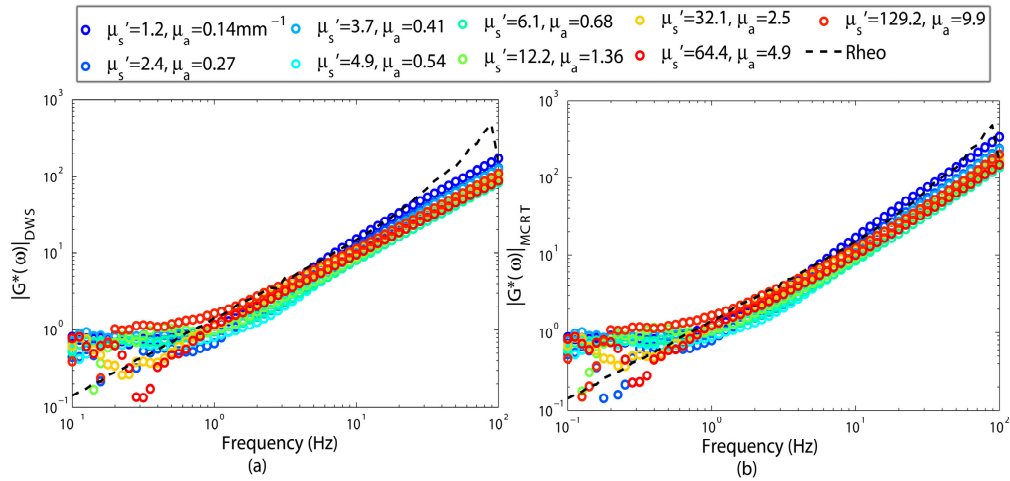 μs'=1.2, μa=0.14mm⁻¹ μs'=3.7, μa=0.41 μs'=6.1, μa=0.68 μs'=32.1, μa=2.5 μs'=129.2, μa=9.9
μs'=2.4, μa=0.27 μs'=4.9, μa=0.54 μs'=12.2, μa=1.36 μs'=64.4, μa=4.9 Rheo
|G*(ω)|DWS
10³
10²
10¹
10⁰
10⁻¹
10⁻¹ 10⁰ 10¹ 10²
Frequency (Hz)
(a)
|G*(ω)|MCRT
10³
10²
10¹
10⁰
10⁻¹
10⁻¹ 10⁰ 10¹ 10²
Frequency (Hz)
(b)